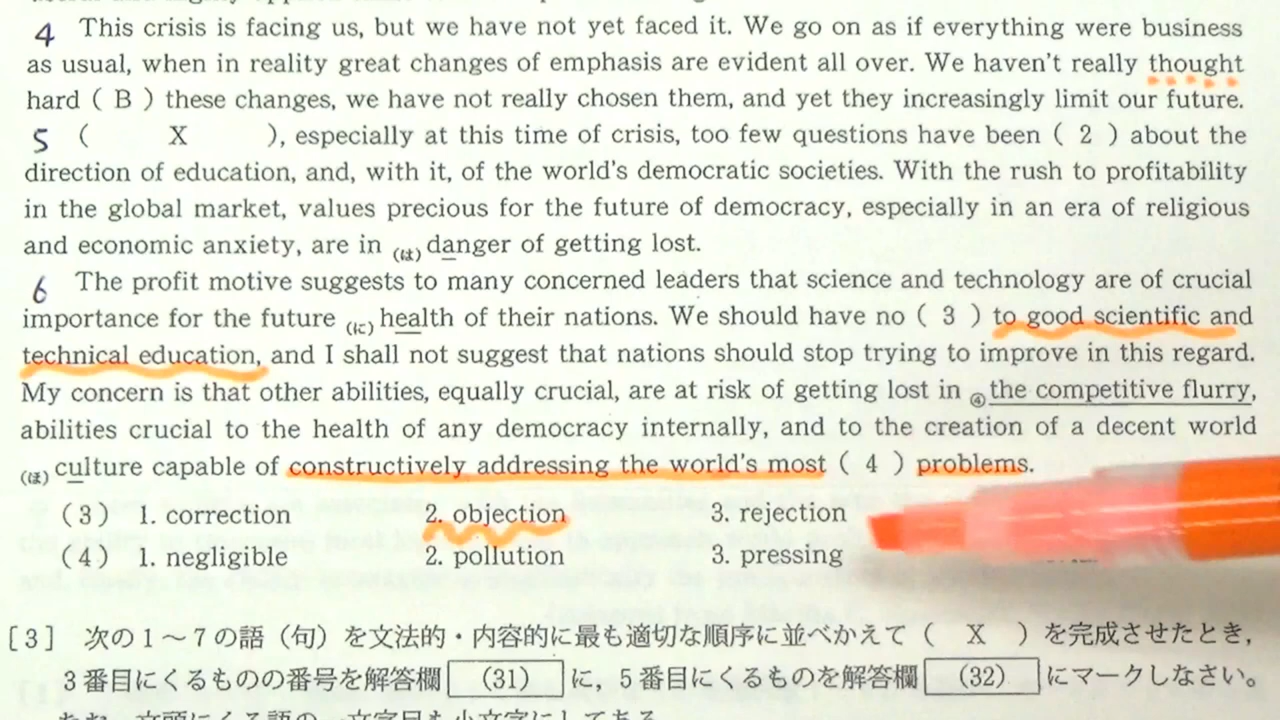 4 This crisis is facing us, but we have not yet faced it. We go on as if everything were business
as usual, when in reality great changes of emphasis are evident all over. We haven't really thought
hard ( B ) these changes, we have not really chosen them, and yet they increasingly limit our future.
5 ( X ), especially at this time of crisis, too few questions have been ( 2 ) about the
direction of education, and, with it, of the world's democratic societies. With the rush to profitability
in the global market, values precious for the future of democracy, especially in an era of religious
and economic anxiety, are in (は) danger of getting lost.
6 The profit motive suggests to many concerned leaders that science and technology are of crucial
importance for the future (に) health of their nations. We should have no ( 3 ) to good scientific and
technical education, and I shall not suggest that nations should stop trying to improve in this regard.
My concern is that other abilities, equally crucial, are at risk of getting lost in ④the competitive flurry,
abilities crucial to the health of any democracy internally, and to the creation of a decent world
(ほ) culture capable of constructively addressing the world's most ( 4 ) problems.
(3) 1. correction 2. objection 3. rejection
(4) 1. negligible 2. pollution 3. pressing
[3] 次の1～7の語(句)を文法的・内容的に最も適切な順序に並べかえて( X )を完成させたとき,
3番目にくるものの番号を解答欄 (31) に, 5番目にくるものを解答欄 (32) にマークしなさい。